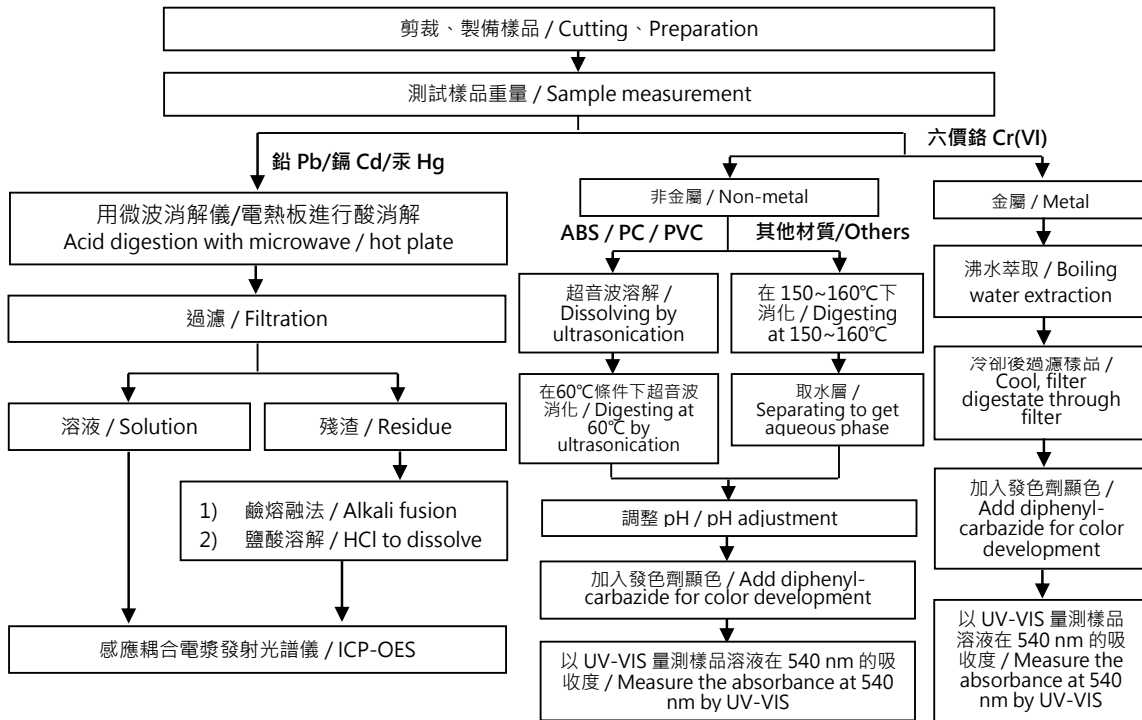 剪裁、製備樣品 / Cutting、Preparation
測試樣品重量 / Sample measurement
六價鉻 Cr(VI)
鉛 Pb/鎘 Cd/汞 Hg
用微波消解儀/電熱板進行酸消解
Acid digestion with microwave / hot plate
過濾 / Filtration
溶液 / Solution
殘渣 / Residue
1) 鹼熔融法 / Alkali fusion
2) 鹽酸溶解 / HCl to dissolve
感應耦合電漿發射光譜儀 / ICP-OES
非金屬 / Non-metal
ABS / PC / PVC
其他材質/Others
超音波溶解 /
Dissolving by
ultrasonication
在60℃條件下超音波
消化 / Digesting at
60℃ by
ultrasonication
在 150~160℃下
消化 / Digesting
at 150~160℃
取水層 /
Separating to get
aqueous phase
調整 pH / pH adjustment
加入發色劑顯色 / Add diphenyl-
carbazide for color development
以 UV-VIS 量測樣品溶液在 540 nm 的吸
收度 / Measure the absorbance at 540
nm by UV-VIS
金屬 / Metal
沸水萃取 / Boiling
water extraction
冷卻後過濾樣品 /
Cool, filter
digestate through
filter
加入發色劑顯色 /
Add diphenyl-
carbazide for color
development
以 UV-VIS 量測樣品
溶液在 540 nm 的吸
收度 / Measure the
absorbance at 540
nm by UV-VIS